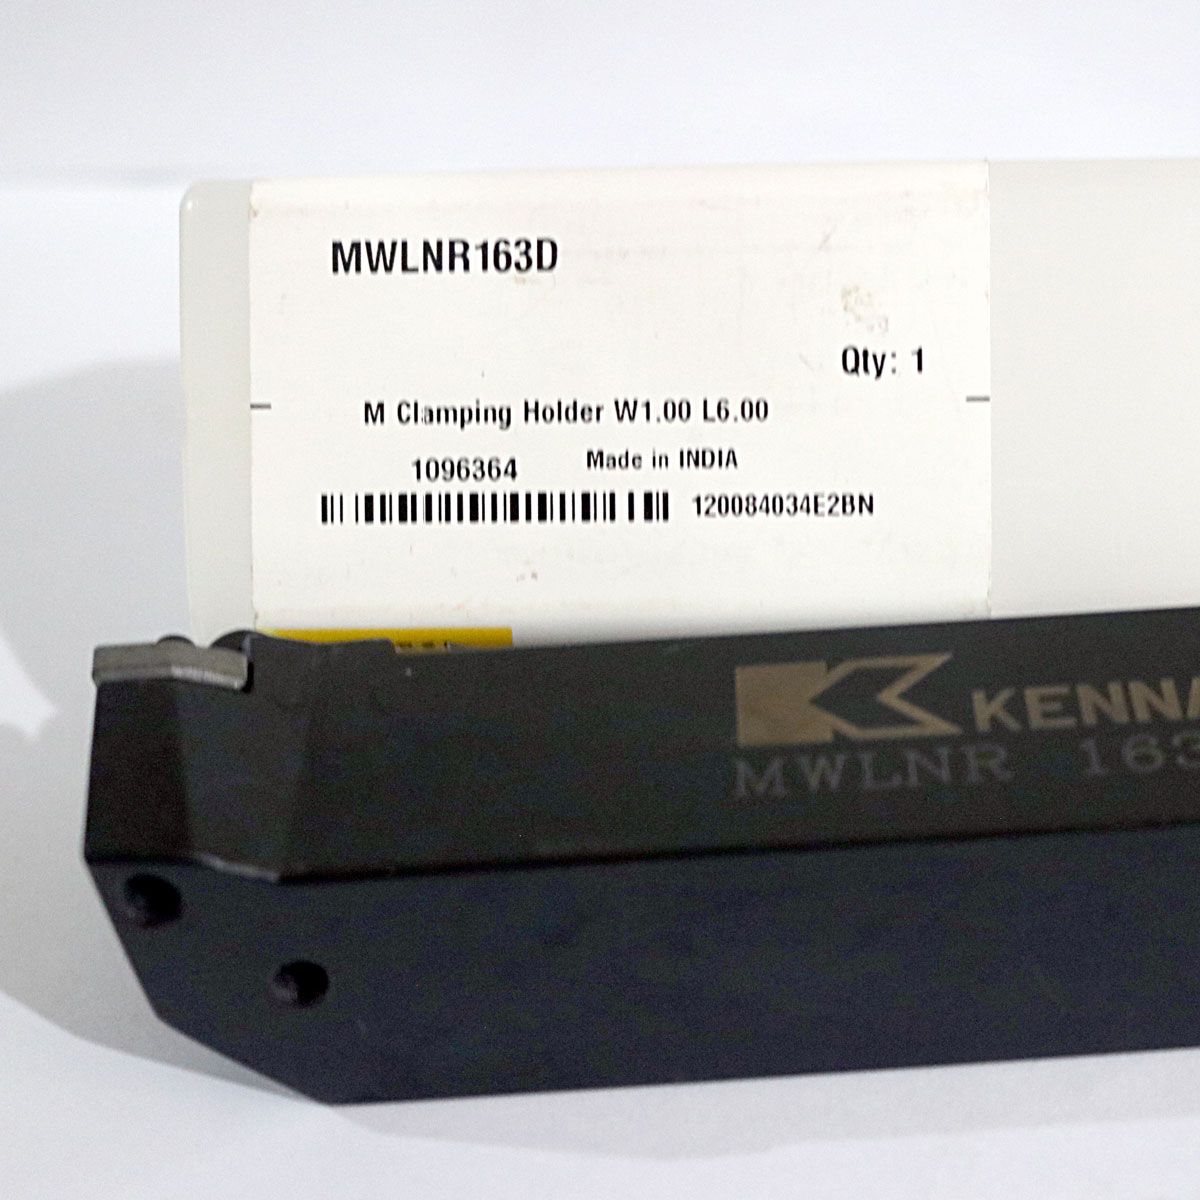 MWLNR163D
Qty: 1
M Clamping Holder W1.00 L6.00
1096364
Made in INDIA
120084034E2BN
KENNA
MWLNR 163